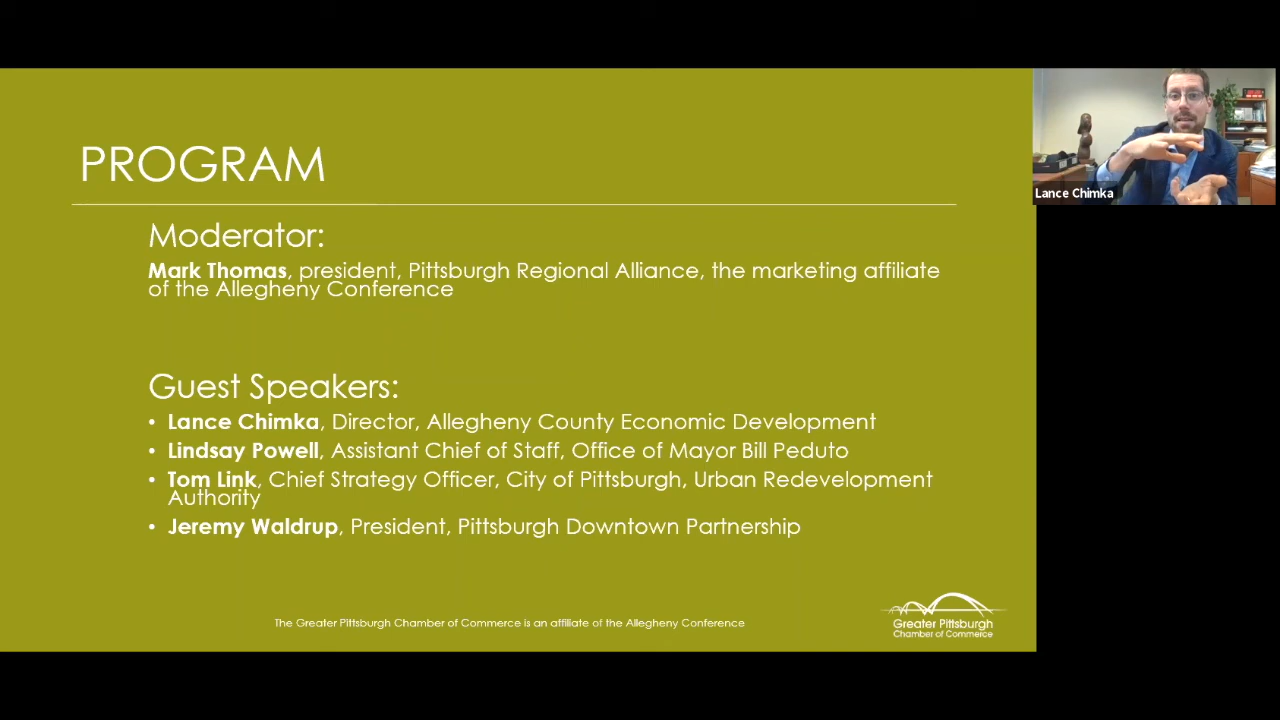 PROGRAM
Moderator:
Mark Thomas, president, Pittsburgh Regional Alliance, the marketing affiliate
of the Allegheny Conference
Guest Speakers:
• Lance Chimka, Director, Allegheny County Economic Development
• Lindsay Powell, Assistant Chief of Staff, Office of Mayor Bill Peduto
• Tom Link, Chief Strategy Officer, City of Pittsburgh, Urban Redevelopment
Authority
• Jeremy Waldrup, President, Pittsburgh Downtown Partnership
The Greater Pittsburgh Chamber of Commerce is an affiliate of the Allegheny Conference
Greater Pittsburgh
Chamber of Commerce
Lance Chimka